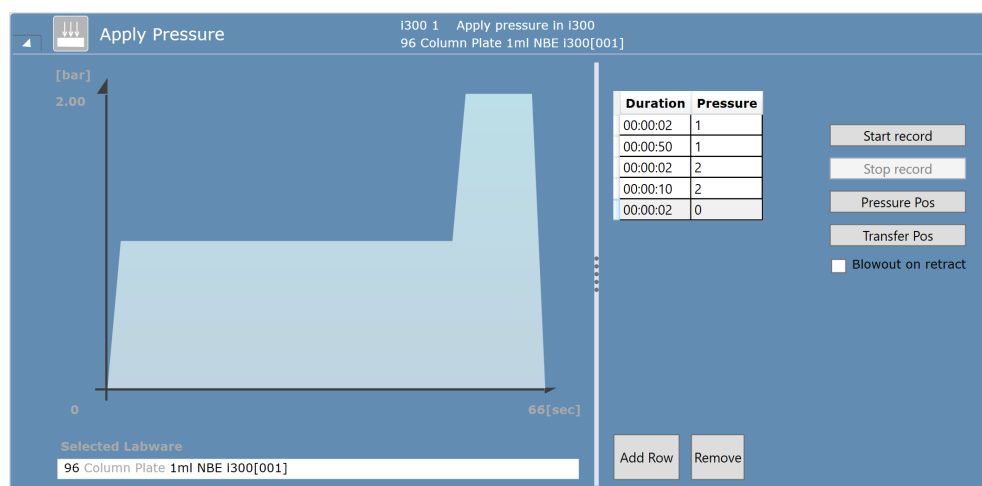 Apply Pressure
i300 1 Apply pressure in i300
96 Column Plate 1ml NBE i300[001]
[bar]
2.00
0
66[sec]
Selected Labware
96 Column Plate 1ml NBE i300[001]
Duration Pressure
00:00:02 1
00:00:50 1
00:00:02 2
00:00:10 2
00:00:02 0
Start record
Stop record
Pressure Pos
Transfer Pos
Blowout on retract
Add Row
Remove